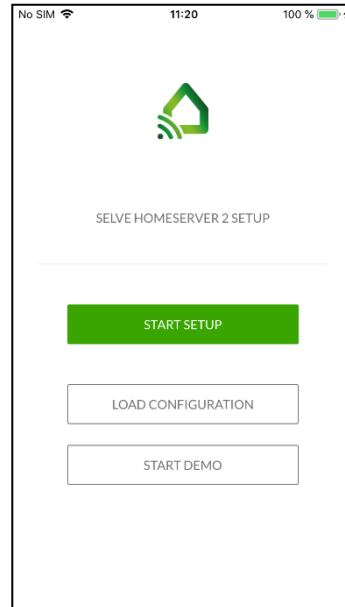 No SIM 11:20 100 %
SELVE HOMESERVER 2 SETUP
START SETUP
LOAD CONFIGURATION
START DEMO